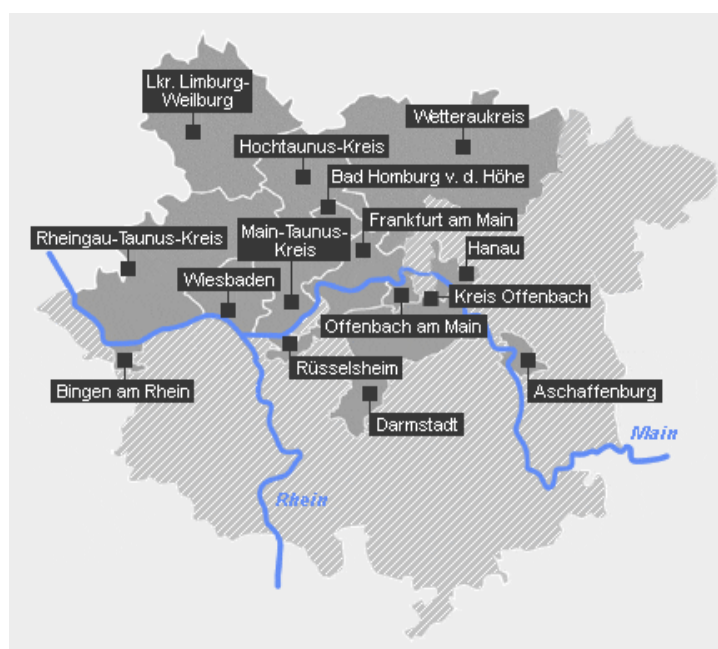 Lkr. Limburg-
Weilburg
Wetteraukreis
Hochtaunus-Kreis
Bad Homburg v. d. Höhe
Main-Taunus-
Kreis
Frankfurt am Main
Rheingau-Taunus-Kreis
Hanau
Wiesbaden
Kreis Offenbach
Offenbach am Main
Rüsselsheim
Bingen am Rhein
Aschaffenburg
Darmstadt
Main
Rhein